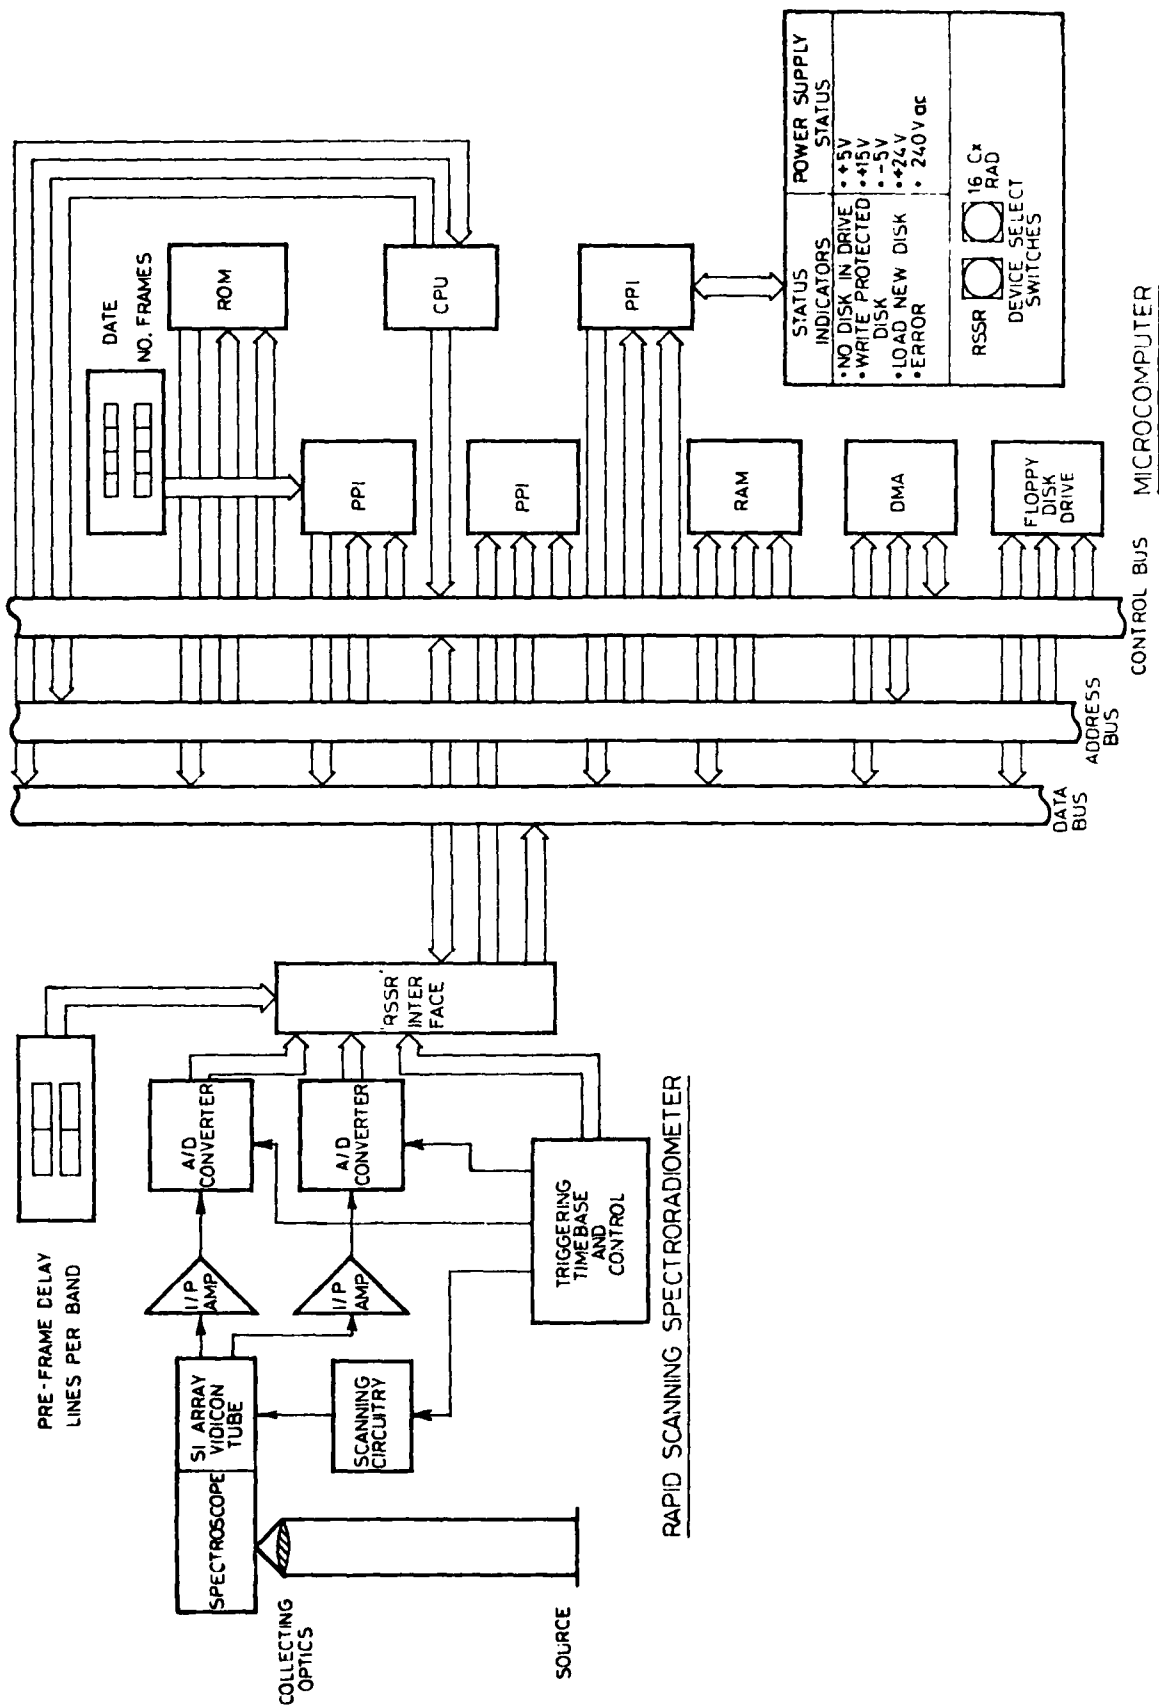 PRE-FRAME DELAY
LINES PER BAND
SPECTROSCOPE
SI ARRAY
VIDICON
TUBE
I/P
AMP
I/P
AMP
A/D
CONVERTER
A/D
CONVERTER
SCANNING
CIRCUITRY
TRIGGERING
TIMEBASE
AND
CONTROL
COLLECTING
OPTICS
SOURCE
'RSSR'
INTER
FACE
RAPID SCANNING SPECTRORADIOMETER
DATA
BUS
ADDRESS
BUS
CONTROL BUS
DATE
NO. FRAMES
ROM
PPI
CPU
PPI
PPI
RAM
DMA
FLOPPY
DISK
DRIVE
STATUS
INDICATORS
• NO DISK IN DRIVE
• WRITE PROTECTED
DISK
• LOAD NEW DISK
• ERROR
POWER SUPPLY
STATUS
• +5V
• +15V
• -5V
• +24V
• 240V ac
RSSR
16 Cx
RAD
DEVICE SELECT
SWITCHES
MICROCOMPUTER